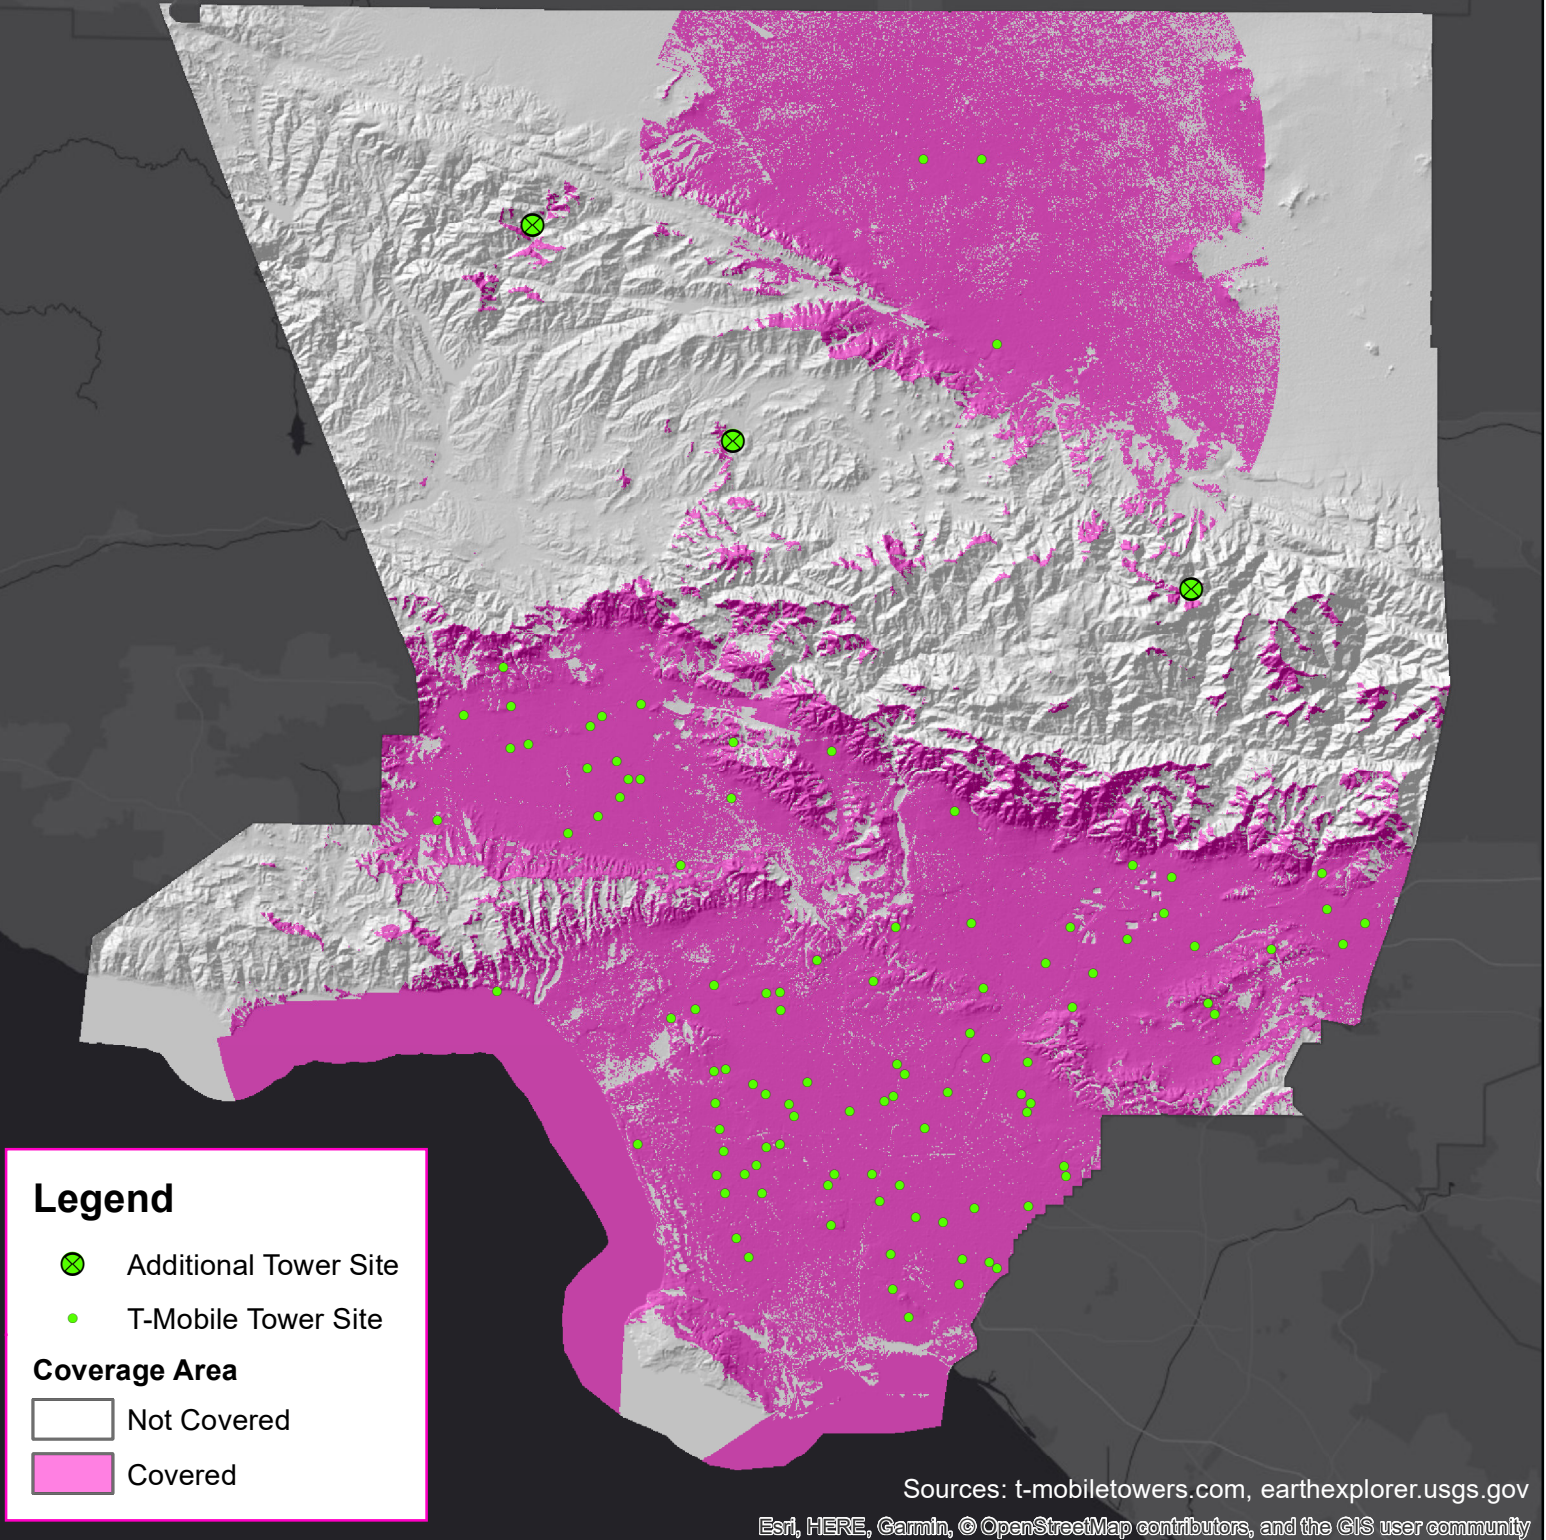 Legend
Additional Tower Site
T-Mobile Tower Site
Coverage Area
Not Covered
Covered
Sources: t-mobiletowers.com, earthexplorer.usgs.gov
Esri, HERE, Garmin, © OpenStreetMap contributors, and the GIS user community